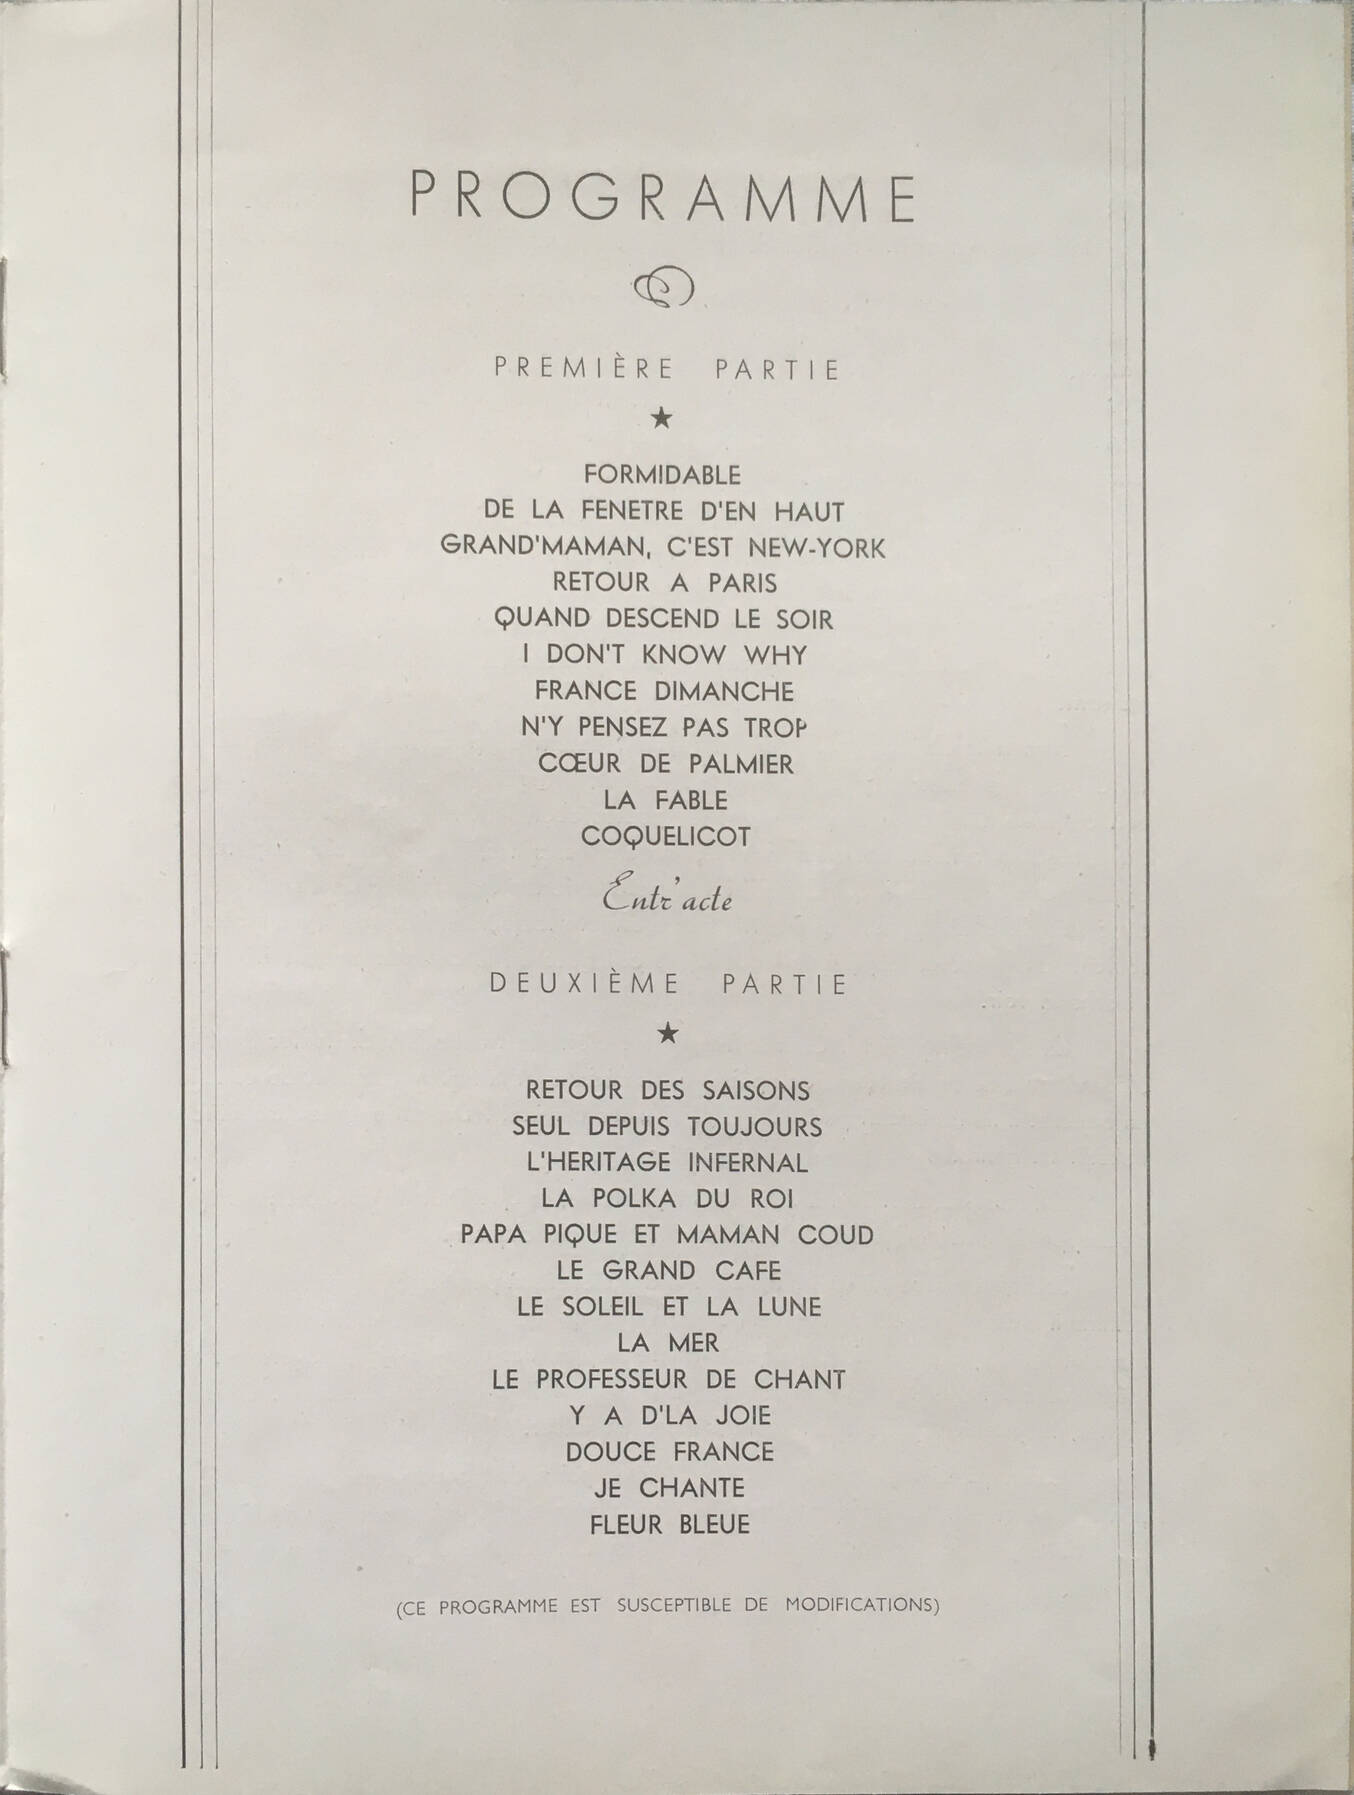 PROGRAMME
PREMIÈRE PARTIE
FORMIDABLE
DE LA FENETRE D'EN HAUT
GRAND'MAMAN, C'EST NEW-YORK
RETOUR A PARIS
QUAND DESCEND LE SOIR
I DON'T KNOW WHY
FRANCE DIMANCHE
N'Y PENSEZ PAS TROP
CŒUR DE PALMIER
LA FABLE
COQUELICOT
Entr'acte
DEUXIÈME PARTIE
RETOUR DES SAISONS
SEUL DEPUIS TOUJOURS
L'HERITAGE INFERNAL
LA POLKA DU ROI
PAPA PIQUE ET MAMAN COUD
LE GRAND CAFE
LE SOLEIL ET LA LUNE
LA MER
LE PROFESSEUR DE CHANT
Y A D'LA JOIE
DOUCE FRANCE
JE CHANTE
FLEUR BLEUE
(CE PROGRAMME EST SUSCEPTIBLE DE MODIFICATIONS)